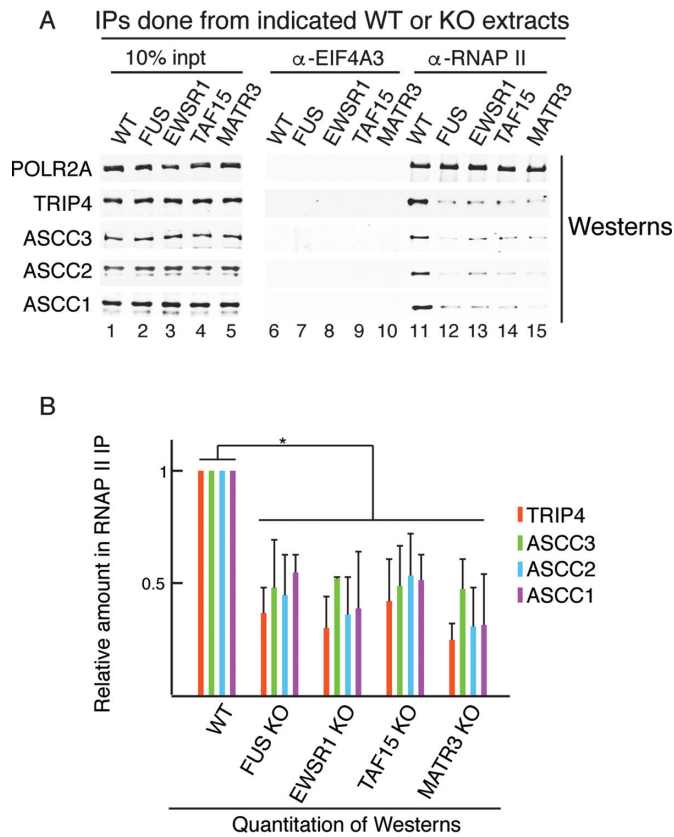 A IPs done from indicated WT or KO extracts
10% inpt α-EIF4A3 α-RNAP II
WT FUS EWSR1 TAF15 MATR3 WT FUS EWSR1 TAF15 MATR3 WT FUS EWSR1 TAF15 MATR3
POLR2A
TRIP4
Westerns
ASCC3
ASCC2
ASCC1
1 2 3 4 5 6 7 8 9 10 11 12 13 14 15
B
Relative amount in RNAP II IP
*
1
0.5
TRIP4
ASCC3
ASCC2
ASCC1
WT FUS KO EWSR1 KO TAF15 KO MATR3 KO
Quantitation of Westerns